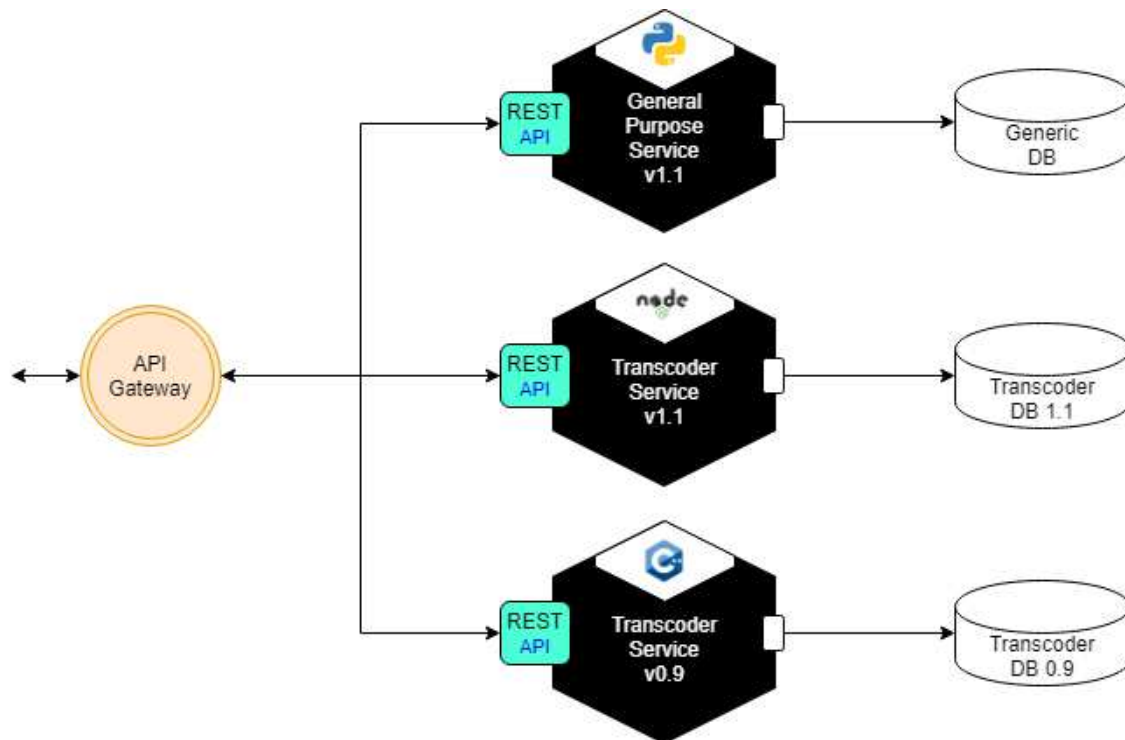 General
Purpose
Service
v1.1
REST
API
Generic
DB
node
Transcoder
Service
v1.1
REST
API
API
Gateway
Transcoder
DB 1.1
Transcoder
Service
v0.9
REST
API
Transcoder
DB 0.9